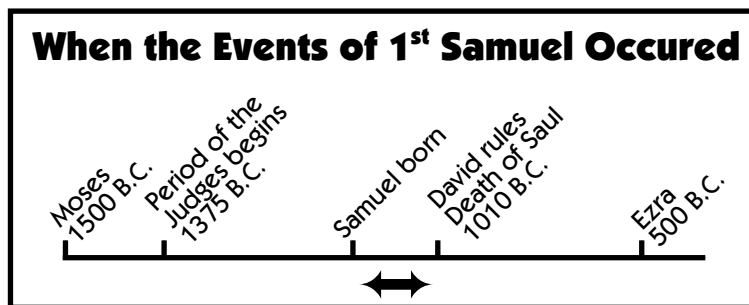 When the Events of 1st Samuel Occured
Moses
1500 B.C.
Period of the
Judges begins
1375 B.C.
Samuel born
David rules
Death of Saul
1010 B.C.
Ezra
500 B.C.